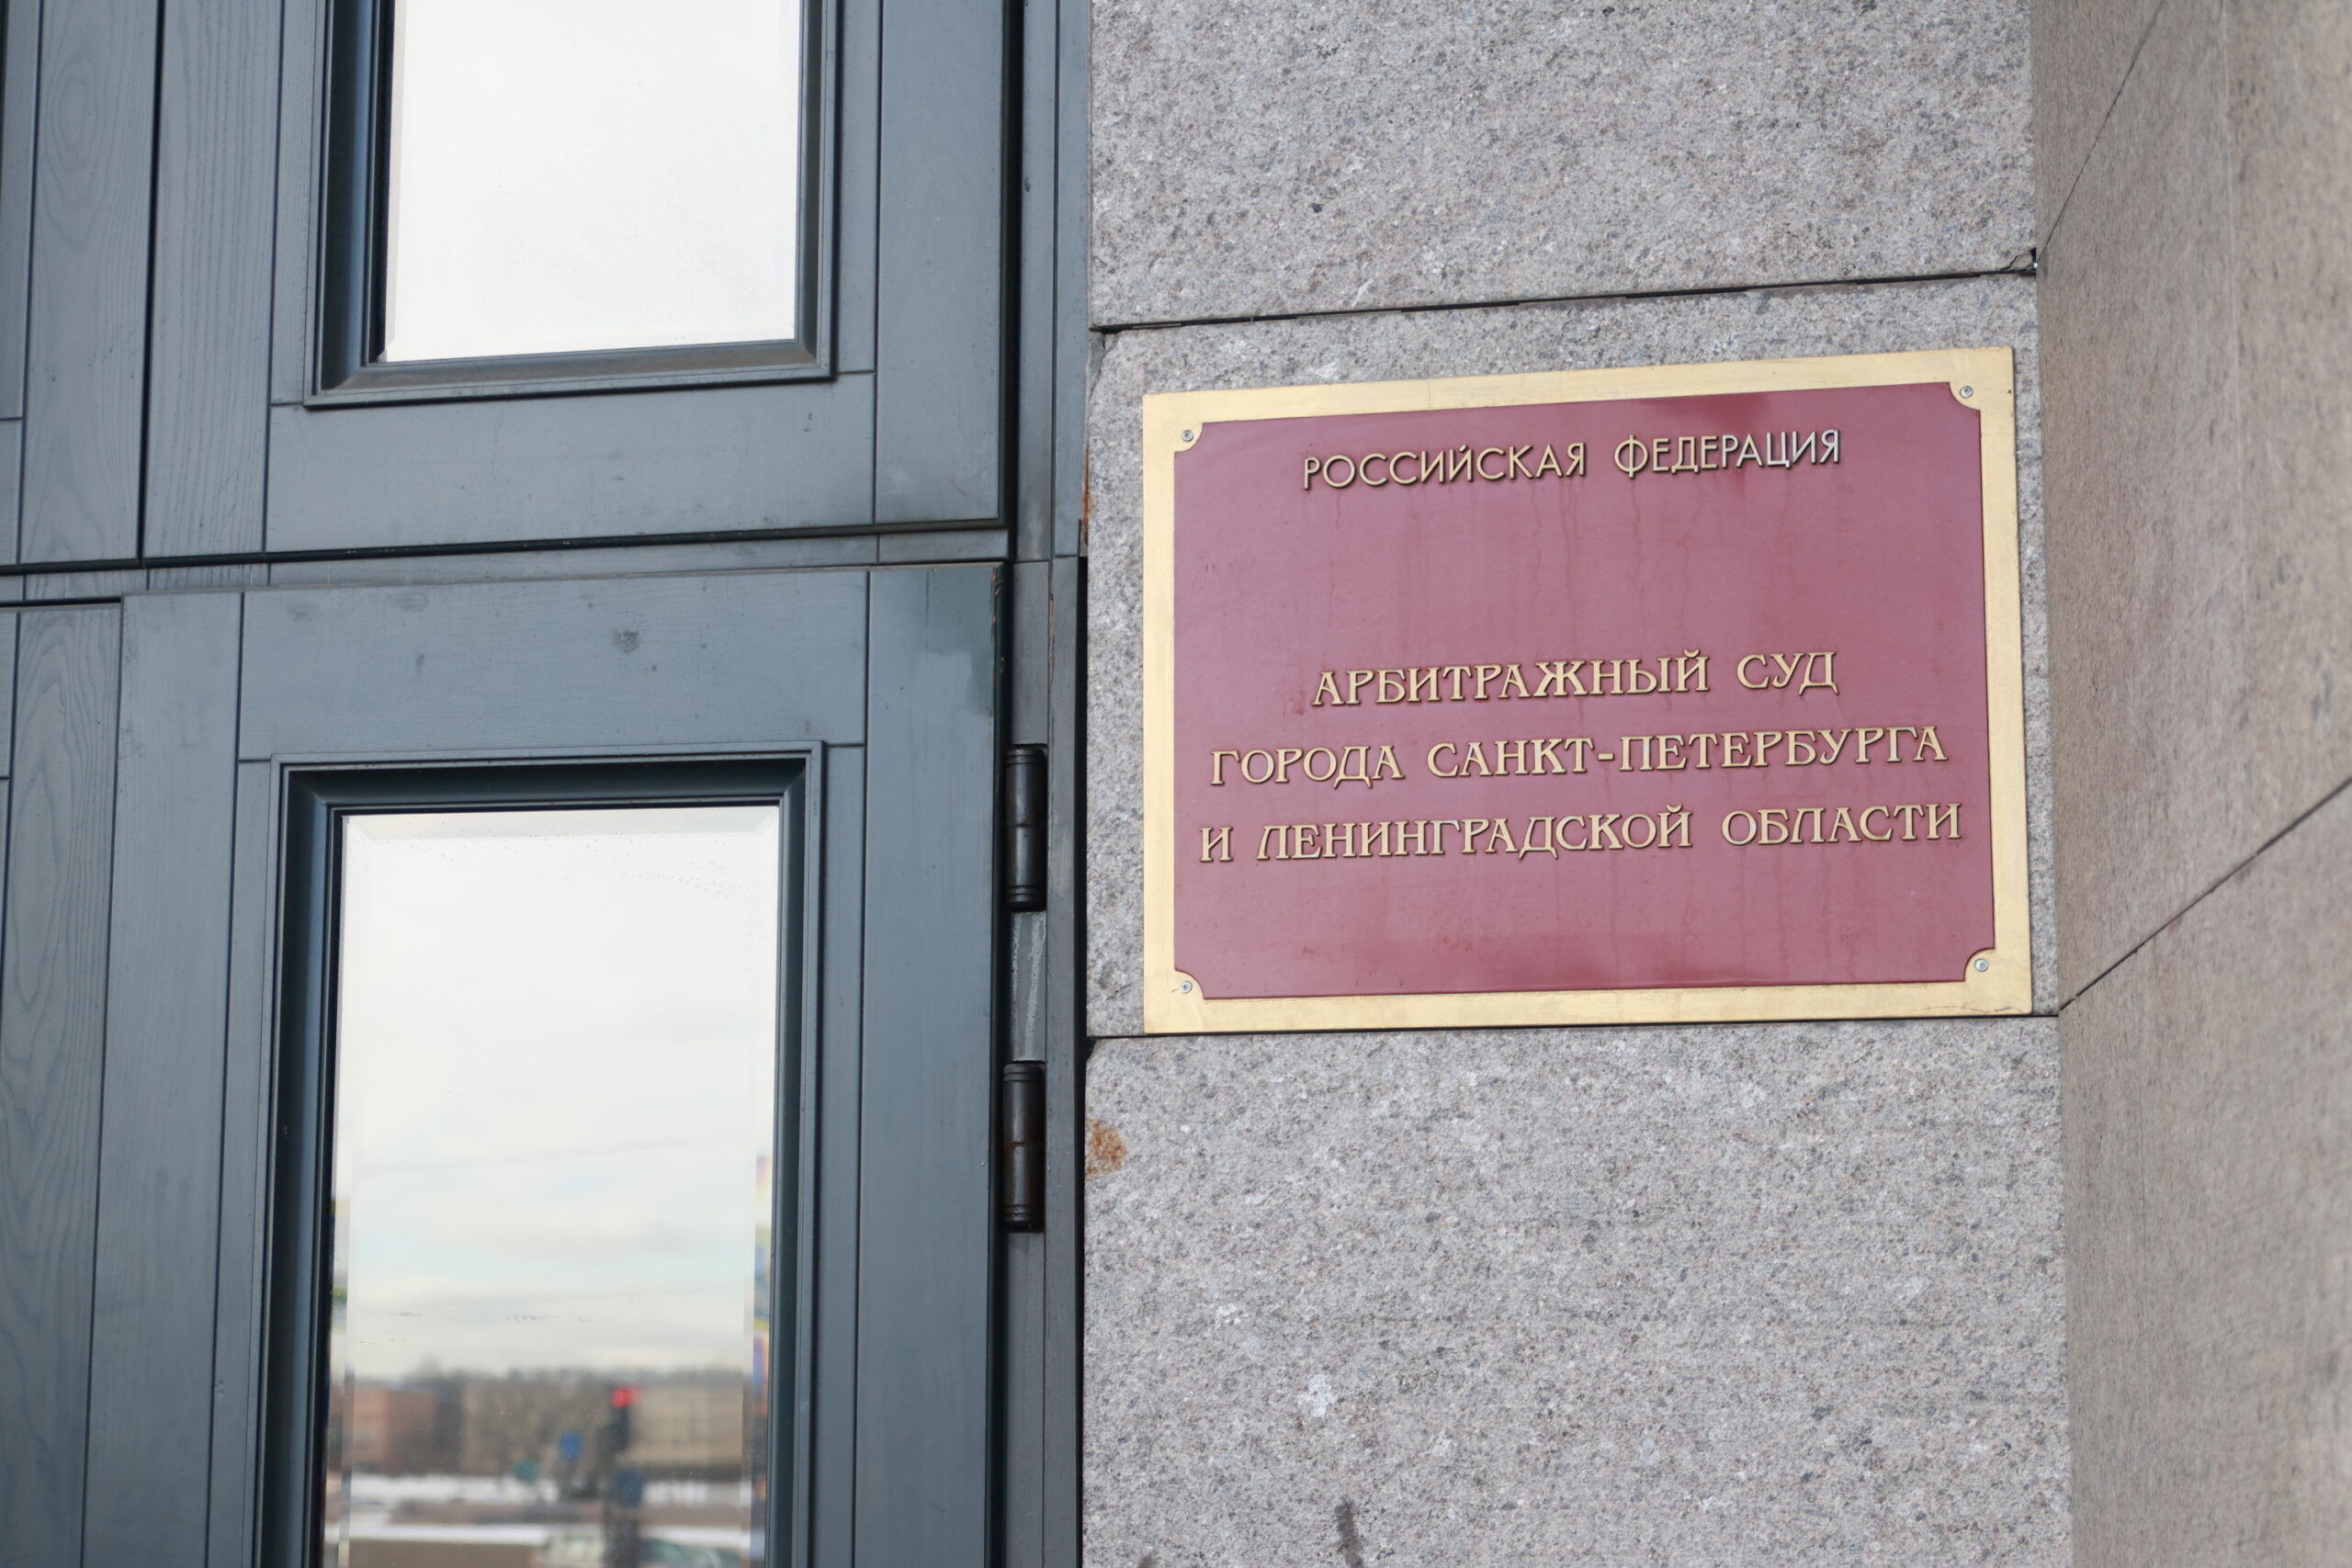 РОССИЙСКАЯ ФЕДЕРАЦИЯ
АРБИТРАЖНЫЙ СУД
ГОРОДА САНКТ-ПЕТЕРБУРГА
И ЛЕНИНГРАДСКОЙ ОБЛАСТИ